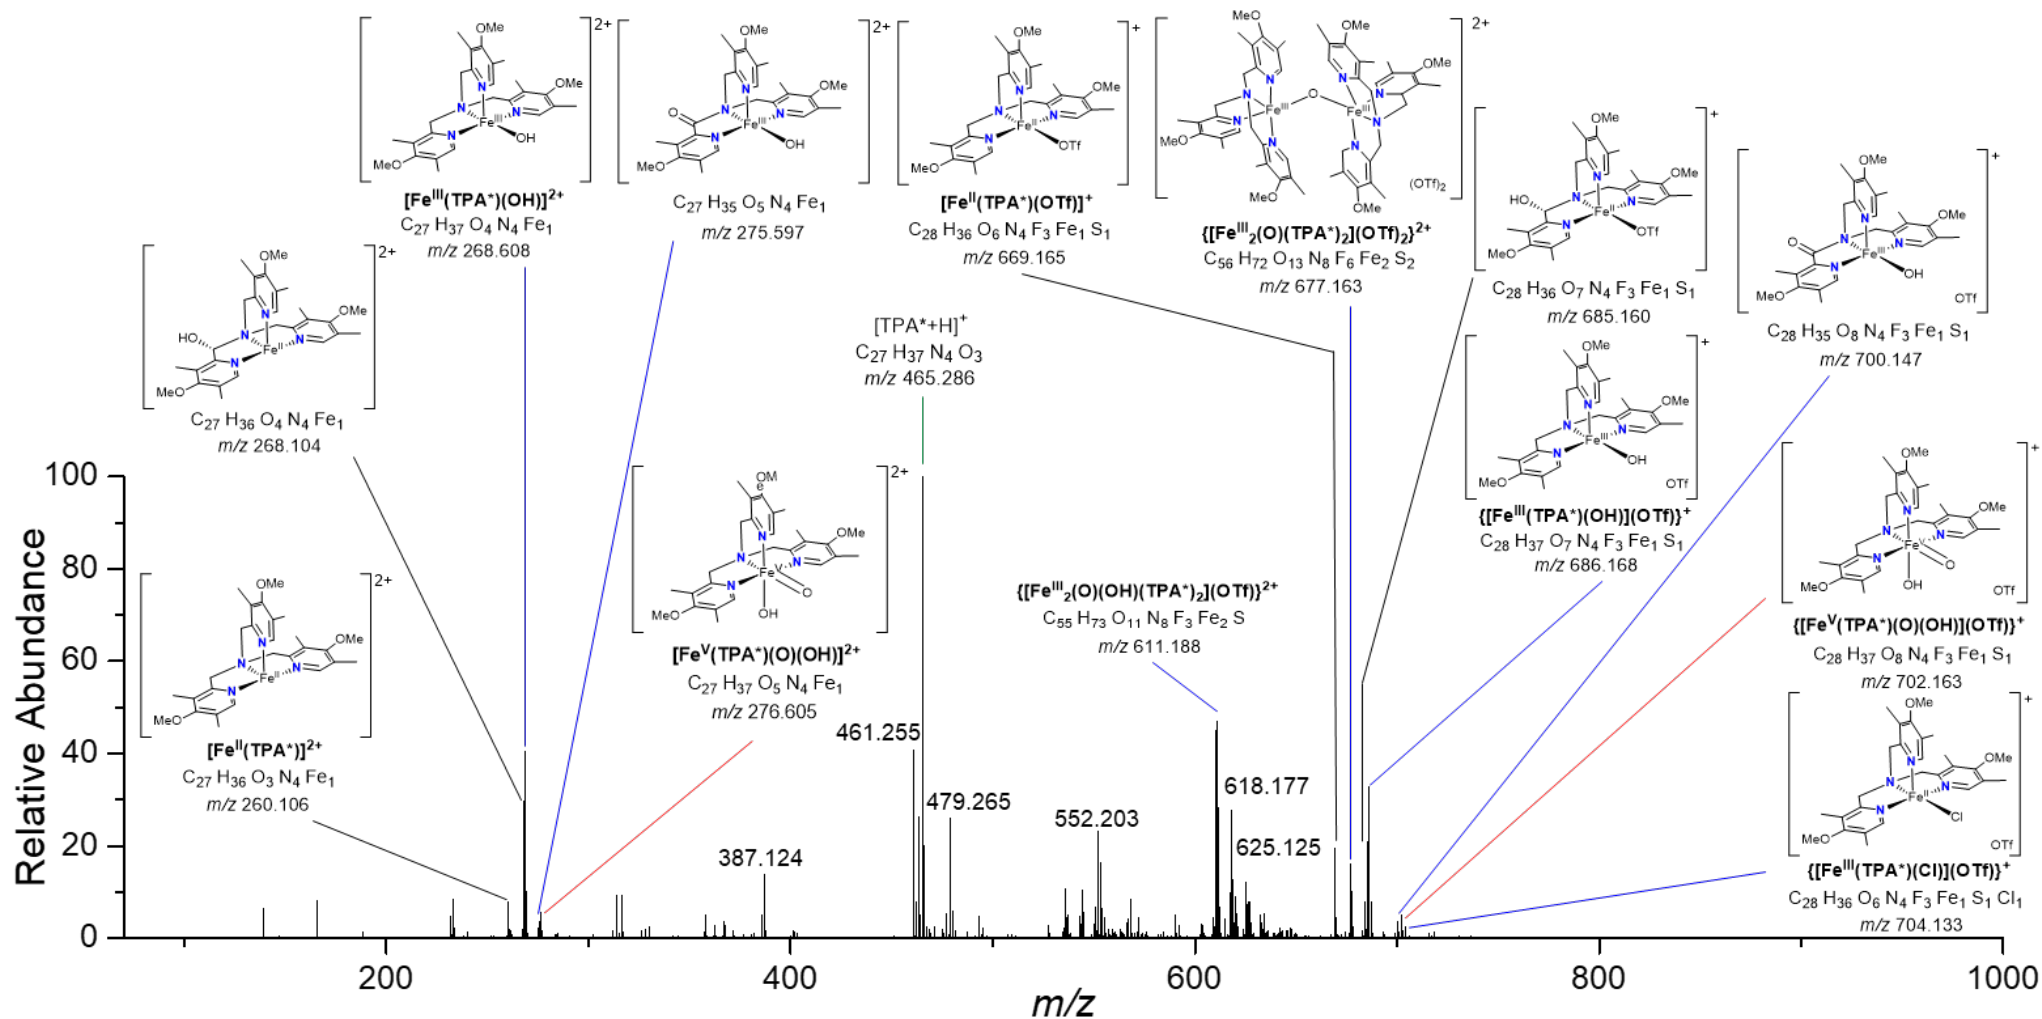 [Fe^III(TPA*)(OH)]²⁺
C₂₇ H₃₇ O₄ N₄ Fe₁
m/z 268.608
C₂₇ H₃₅ O₅ N₄ Fe₁
m/z 275.597
[Fe^II(TPA*)(OTf)]⁺
C₂₈ H₃₆ O₆ N₄ F₃ Fe₁ S₁
m/z 669.165
{[Fe^III₂(O)(TPA*)₂](OTf)₂}²⁺
C₅₆ H₇₂ O₁₃ N₈ F₆ Fe₂ S₂
m/z 677.163
C₂₈ H₃₆ O₇ N₄ F₃ Fe₁ S₁
m/z 685.160
C₂₈ H₃₅ O₈ N₄ F₃ Fe₁ S₁
m/z 700.147
C₂₇ H₃₆ O₄ N₄ Fe₁
m/z 268.104
[TPA*+H]⁺
C₂₇ H₃₇ N₄ O₃
m/z 465.286
{[Fe^III(TPA*)(OH)](OTf)}⁺
C₂₈ H₃₇ O₇ N₄ F₃ Fe₁ S₁
m/z 686.168
[Fe^II(TPA*)]²⁺
C₂₇ H₃₆ O₃ N₄ Fe₁
m/z 260.106
[Fe^V(TPA*)(O)(OH)]²⁺
C₂₇ H₃₇ O₅ N₄ Fe₁
m/z 276.605
{[Fe^III₂(O)(OH)(TPA*)₂](OTf)}²⁺
C₅₅ H₇₃ O₁₁ N₈ F₃ Fe₂ S
m/z 611.188
{[Fe^V(TPA*)(O)(OH)](OTf)}⁺
C₂₈ H₃₇ O₈ N₄ F₃ Fe₁ S₁
m/z 702.163
{[Fe^III(TPA*)(Cl)](OTf)}⁺
C₂₈ H₃₆ O₆ N₄ F₃ Fe₁ S₁ Cl₁
m/z 704.133
387.124
461.255
479.265
552.203
618.177
625.125
Relative Abundance
100
80
60
40
20
0
200
400
600
800
1000
m/z